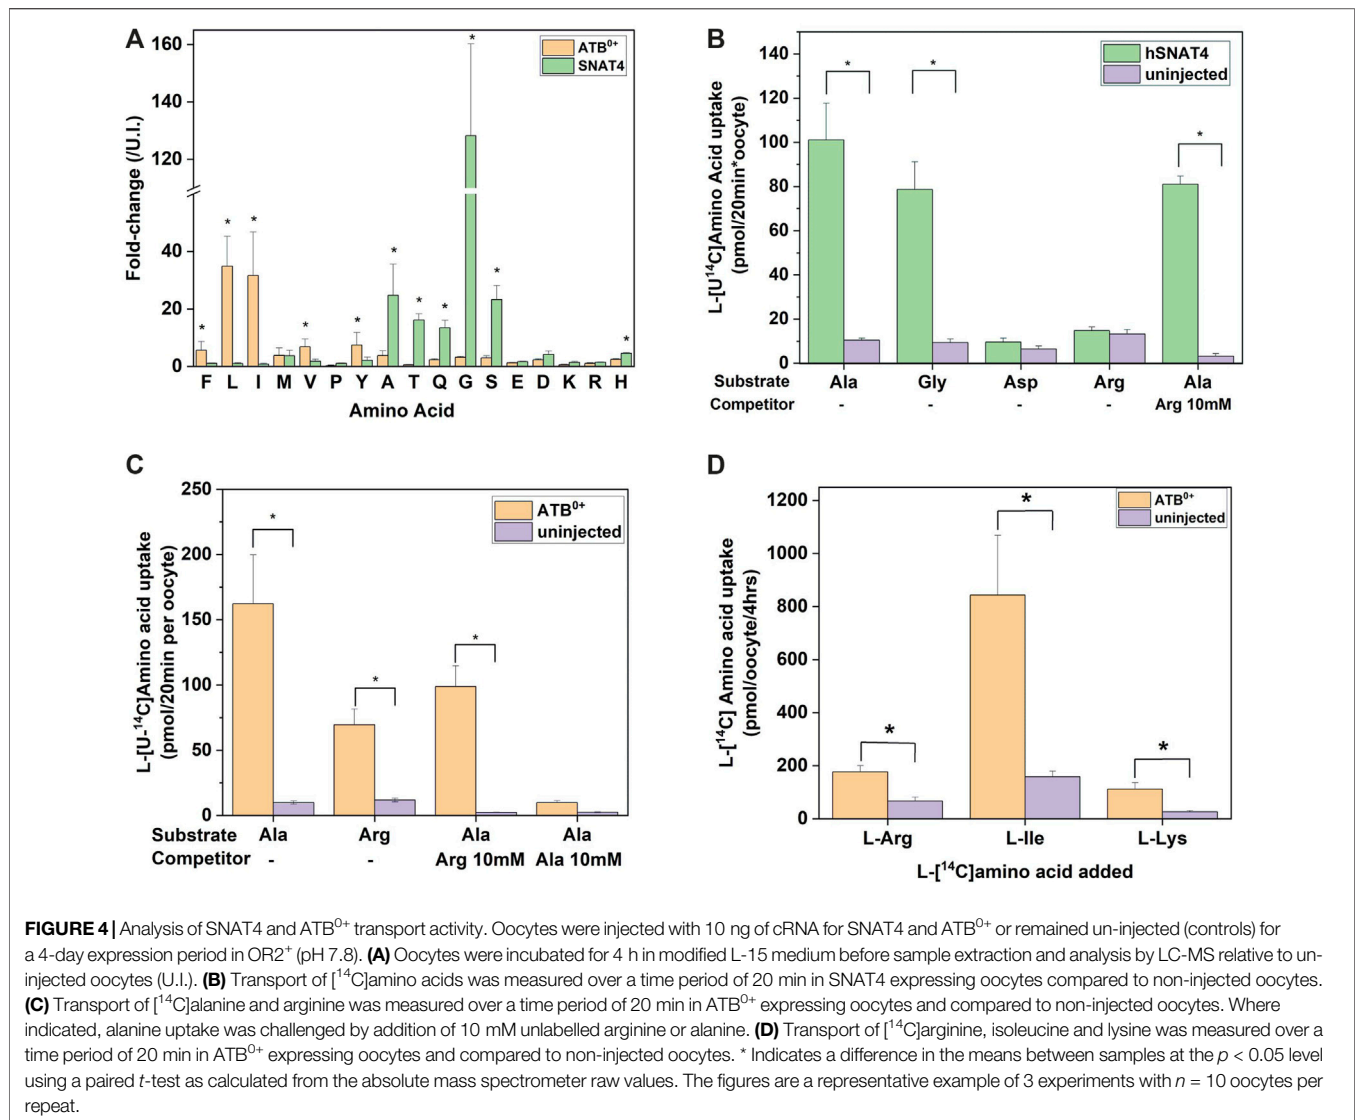 A
160
140
120
40
20
0
Fold-change (/U.I.)
ATB⁰⁺
SNAT4
* * * * * * * * * * *
F L I M V P Y A T Q G S E D K R H
Amino Acid
B
140
120
100
80
60
40
20
0
L-[U¹⁴C]Amino Acid uptake
(pmol/20min*oocyte)
hSNAT4
uninjected
* * *
Substrate Ala Gly Asp Arg Ala
Competitor - - - - Arg 10mM
C
250
200
150
100
50
0
L-[U-¹⁴C]Amino acid uptake
(pmol/20min per oocyte)
ATB⁰⁺
uninjected
* * *
Substrate Ala Arg Ala Ala
Competitor - - Arg 10mM Ala 10mM
D
1200
1000
800
600
400
200
0
L-[¹⁴C] Amino acid uptake
(pmol/oocyte/4hrs)
ATB⁰⁺
uninjected
* * *
L-Arg L-Ile L-Lys
L-[¹⁴C]amino acid added
FIGURE 4 | Analysis of SNAT4 and ATB⁰⁺ transport activity. Oocytes were injected with 10 ng of cRNA for SNAT4 and ATB⁰⁺ or remained un-injected (controls) for
a 4-day expression period in OR2⁺ (pH 7.8). (A) Oocytes were incubated for 4 h in modified L-15 medium before sample extraction and analysis by LC-MS relative to un-
injected oocytes (U.I.). (B) Transport of [¹⁴C]amino acids was measured over a time period of 20 min in SNAT4 expressing oocytes compared to non-injected oocytes.
(C) Transport of [¹⁴C]alanine and arginine was measured over a time period of 20 min in ATB⁰⁺ expressing oocytes and compared to non-injected oocytes. Where
indicated, alanine uptake was challenged by addition of 10 mM unlabelled arginine or alanine. (D) Transport of [¹⁴C]arginine, isoleucine and lysine was measured over a
time period of 20 min in ATB⁰⁺ expressing oocytes and compared to non-injected oocytes. * Indicates a difference in the means between samples at the p < 0.05 level
using a paired t-test as calculated from the absolute mass spectrometer raw values. The figures are a representative example of 3 experiments with n = 10 oocytes per
repeat.